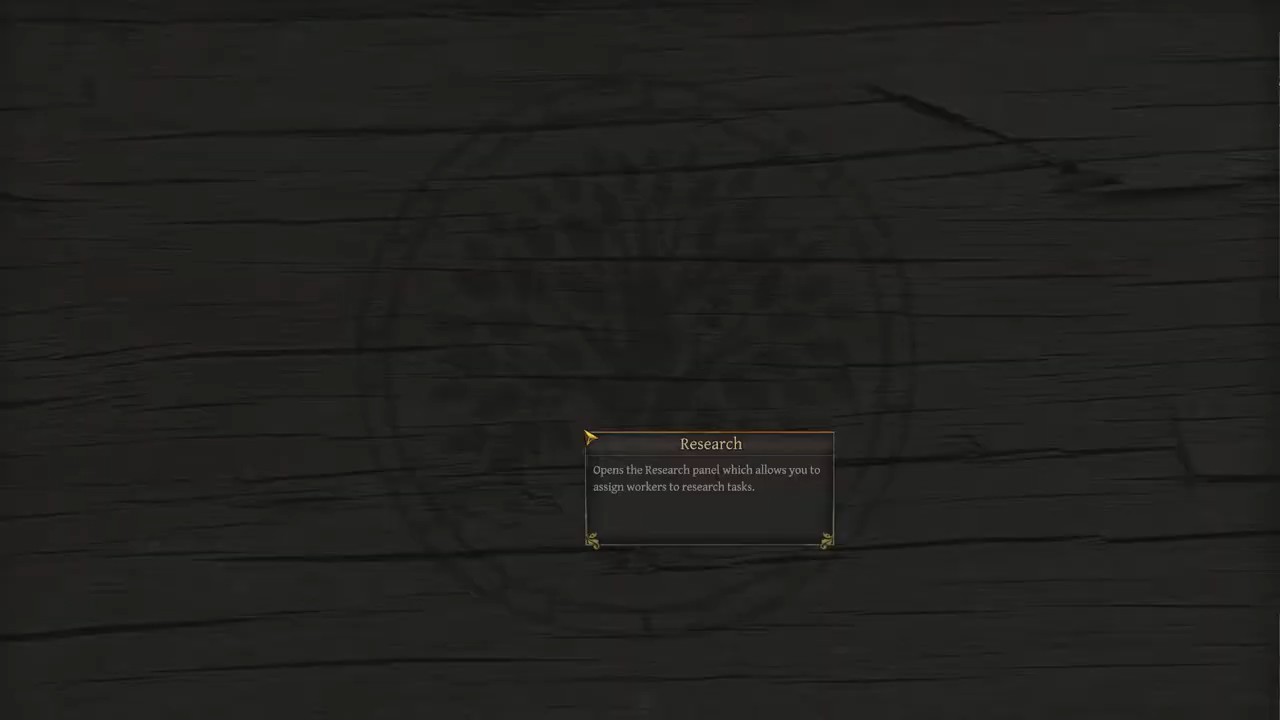 Research
Opens the Research panel which allows you to
assign workers to research tasks.